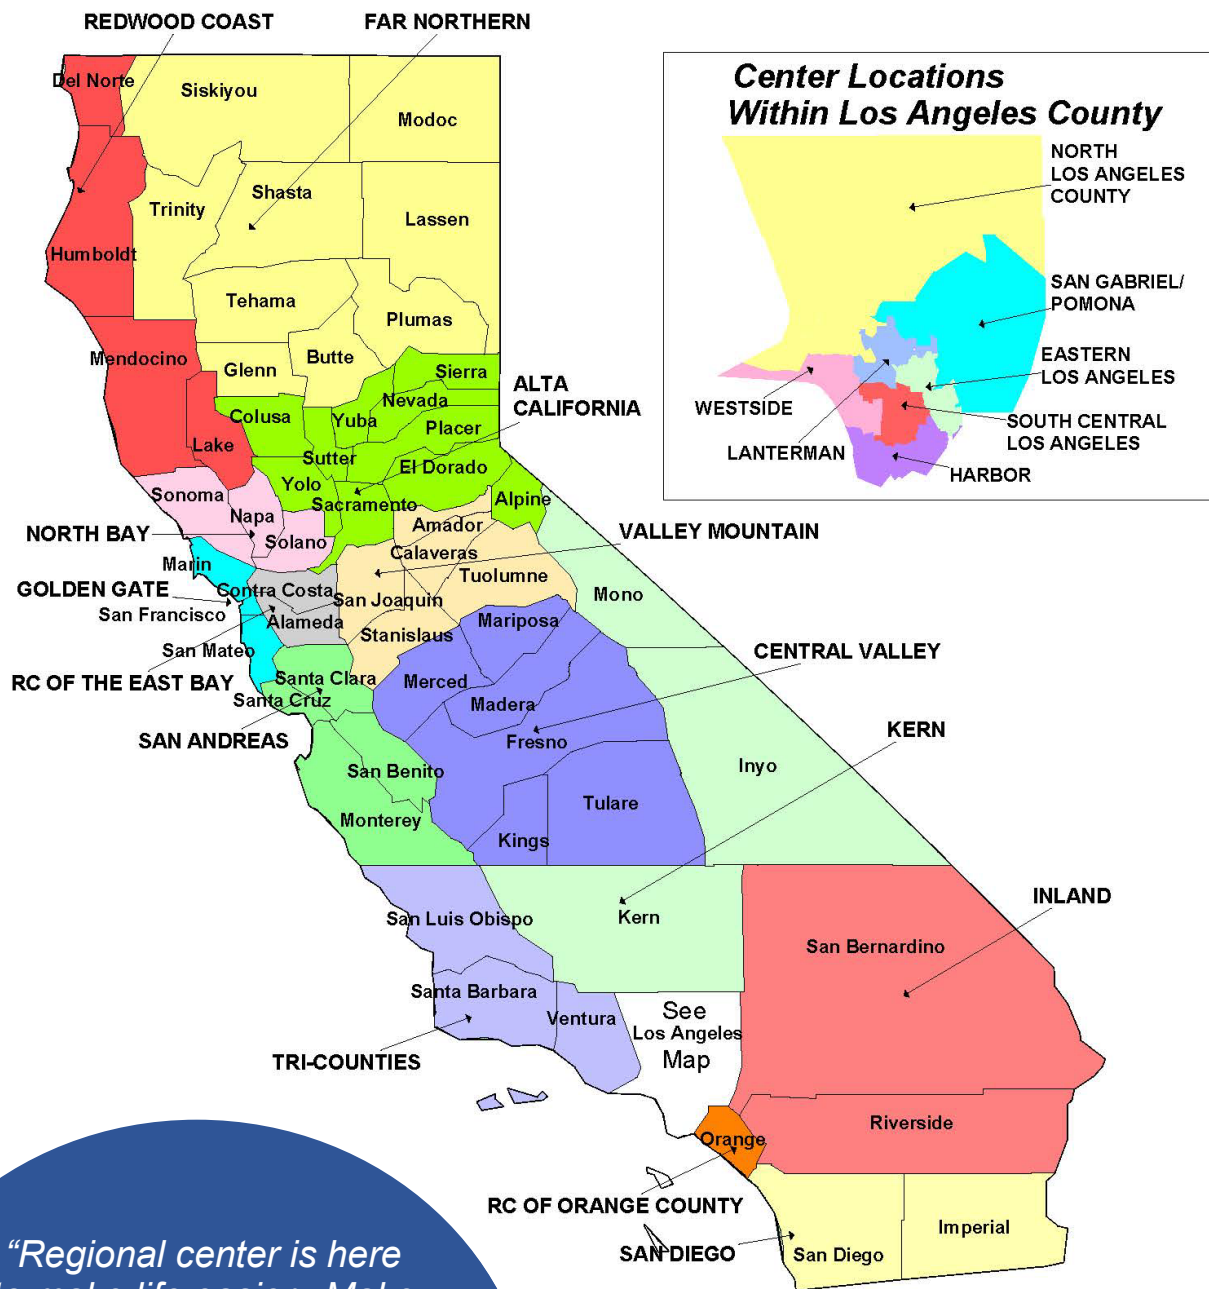 REDWOOD COAST
FAR NORTHERN
Del Norte
Siskiyou
Modoc
Shasta
Trinity
Lassen
Humboldt
Tehama
Plumas
Mendocino
Butte
Glenn
Sierra
Nevada
Colusa
Yuba
Placer
Lake
Sutter
El Dorado
Yolo
Sonoma
Sacramento
Alpine
Napa
Amador
Solano
Calaveras
Marin
Tuolumne
Contra Costa
San Joaquin
Mono
San Francisco
Alameda
Mariposa
Stanislaus
San Mateo
Santa Clara
Merced
Santa Cruz
Madera
Fresno
San Benito
Inyo
Tulare
Monterey
Kings
San Luis Obispo
Kern
San Bernardino
Santa Barbara
Ventura
See
Los Angeles
Map
Riverside
Orange
Imperial
San Diego
ALTA
CALIFORNIA
NORTH BAY
VALLEY MOUNTAIN
GOLDEN GATE
CENTRAL VALLEY
RC OF THE EAST BAY
SAN ANDREAS
KERN
INLAND
TRI-COUNTIES
RC OF ORANGE COUNTY
SAN DIEGO
Center Locations
Within Los Angeles County
NORTH
LOS ANGELES
COUNTY
SAN GABRIEL/
POMONA
EASTERN
LOS ANGELES
WESTSIDE
SOUTH CENTRAL
LOS ANGELES
LANTERMAN
HARBOR
“Regional center is here